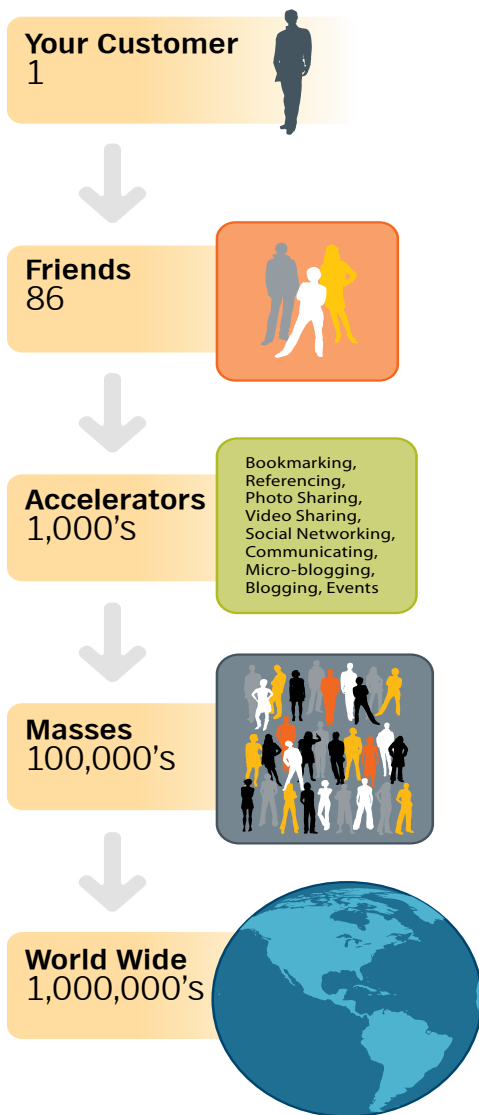 Your Customer
1
Friends
86
Accelerators
1,000's
Bookmarking,
Referencing,
Photo Sharing,
Video Sharing,
Social Networking,
Communicating,
Micro-blogging,
Blogging, Events
Masses
100,000's
World Wide
1,000,000's